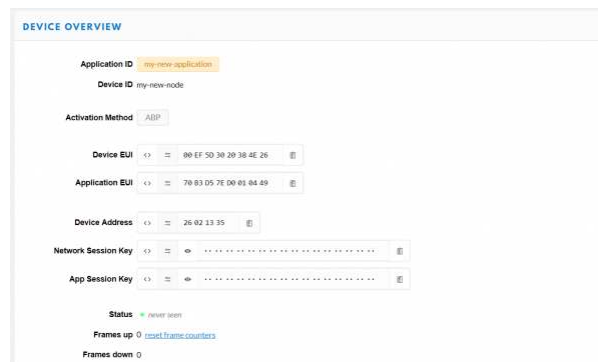 DEVICE OVERVIEW
Application ID my-new-application
Device ID my-new-node
Activation Method ABP
Device EUI <> 00 EF 5D 30 20 38 4E 26
Application EUI <> 70 B3 D5 7E D0 01 04 49
Device Address <> 26 02 13 35
Network Session Key <>
App Session Key <>
Status never seen
Frames up 0 reset frame counters
Frames down 0